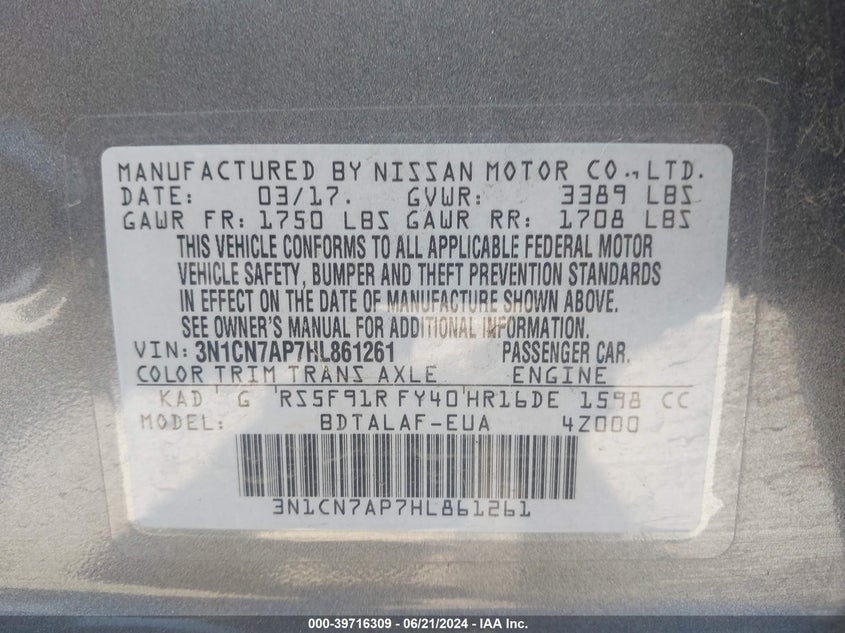 MANUFACTURED BY NISSAN MOTOR CO.,LTD.
DATE: 03/17. GVWR: 3389 LBS
GAWR FR: 1750 LBS GAWR RR: 1708 LBS
THIS VEHICLE CONFORMS TO ALL APPLICABLE FEDERAL MOTOR
VEHICLE SAFETY, BUMPER AND THEFT PREVENTION STANDARDS
IN EFFECT ON THE DATE OF MANUFACTURE SHOWN ABOVE.
SEE OWNER'S MANUAL FOR ADDITIONAL INFORMATION.
VIN: 3N1CN7AP7HL861261 PASSENGER CAR.
COLOR TRIM TRANS AXLE ENGINE
KAD G RS5F91R FY40 HR16DE 1598 CC
MODEL: BDTALAF-EUA 4Z000
3N1CN7AP7HL861261
000-39716309 - 06/21/2024 - IAA Inc.